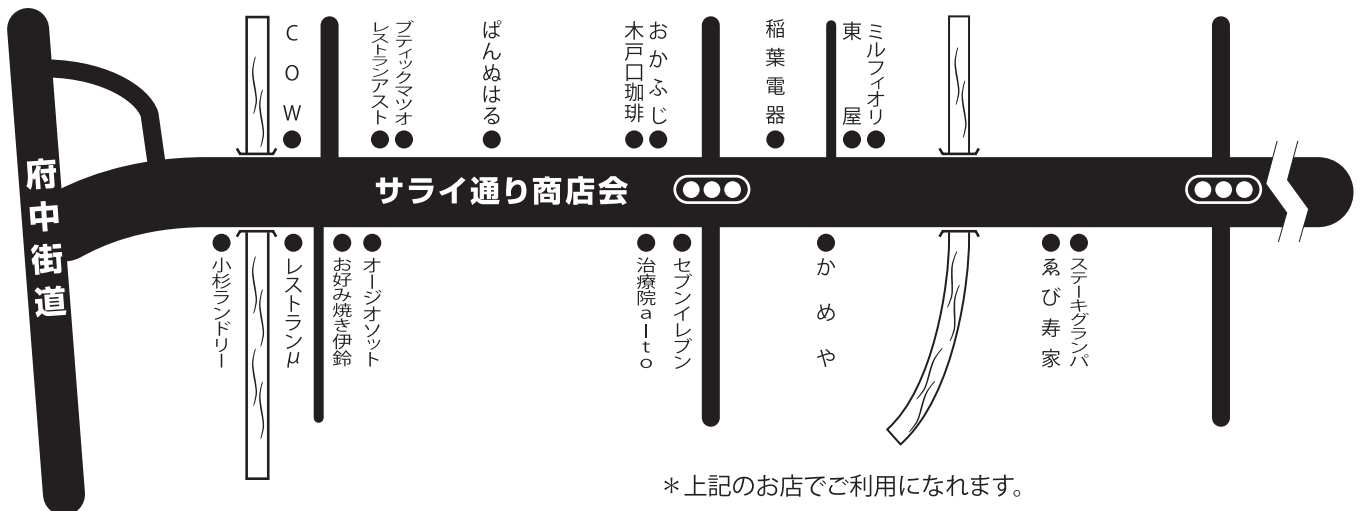 府中街道
COW
レストランアスト
ブティックマツオ
ぱんぬはる
木戸口珈琲
おかふじ
稲葉電器
東屋
ミルフィオリ
サライ通り商店会
小杉ランドリー
レストランμ
お好み焼き伊鈴
オージオソット
治療院alto
セブンイレブン
かめや
ゑび寿家
ステーキグランパ
＊上記のお店でご利用になれます。